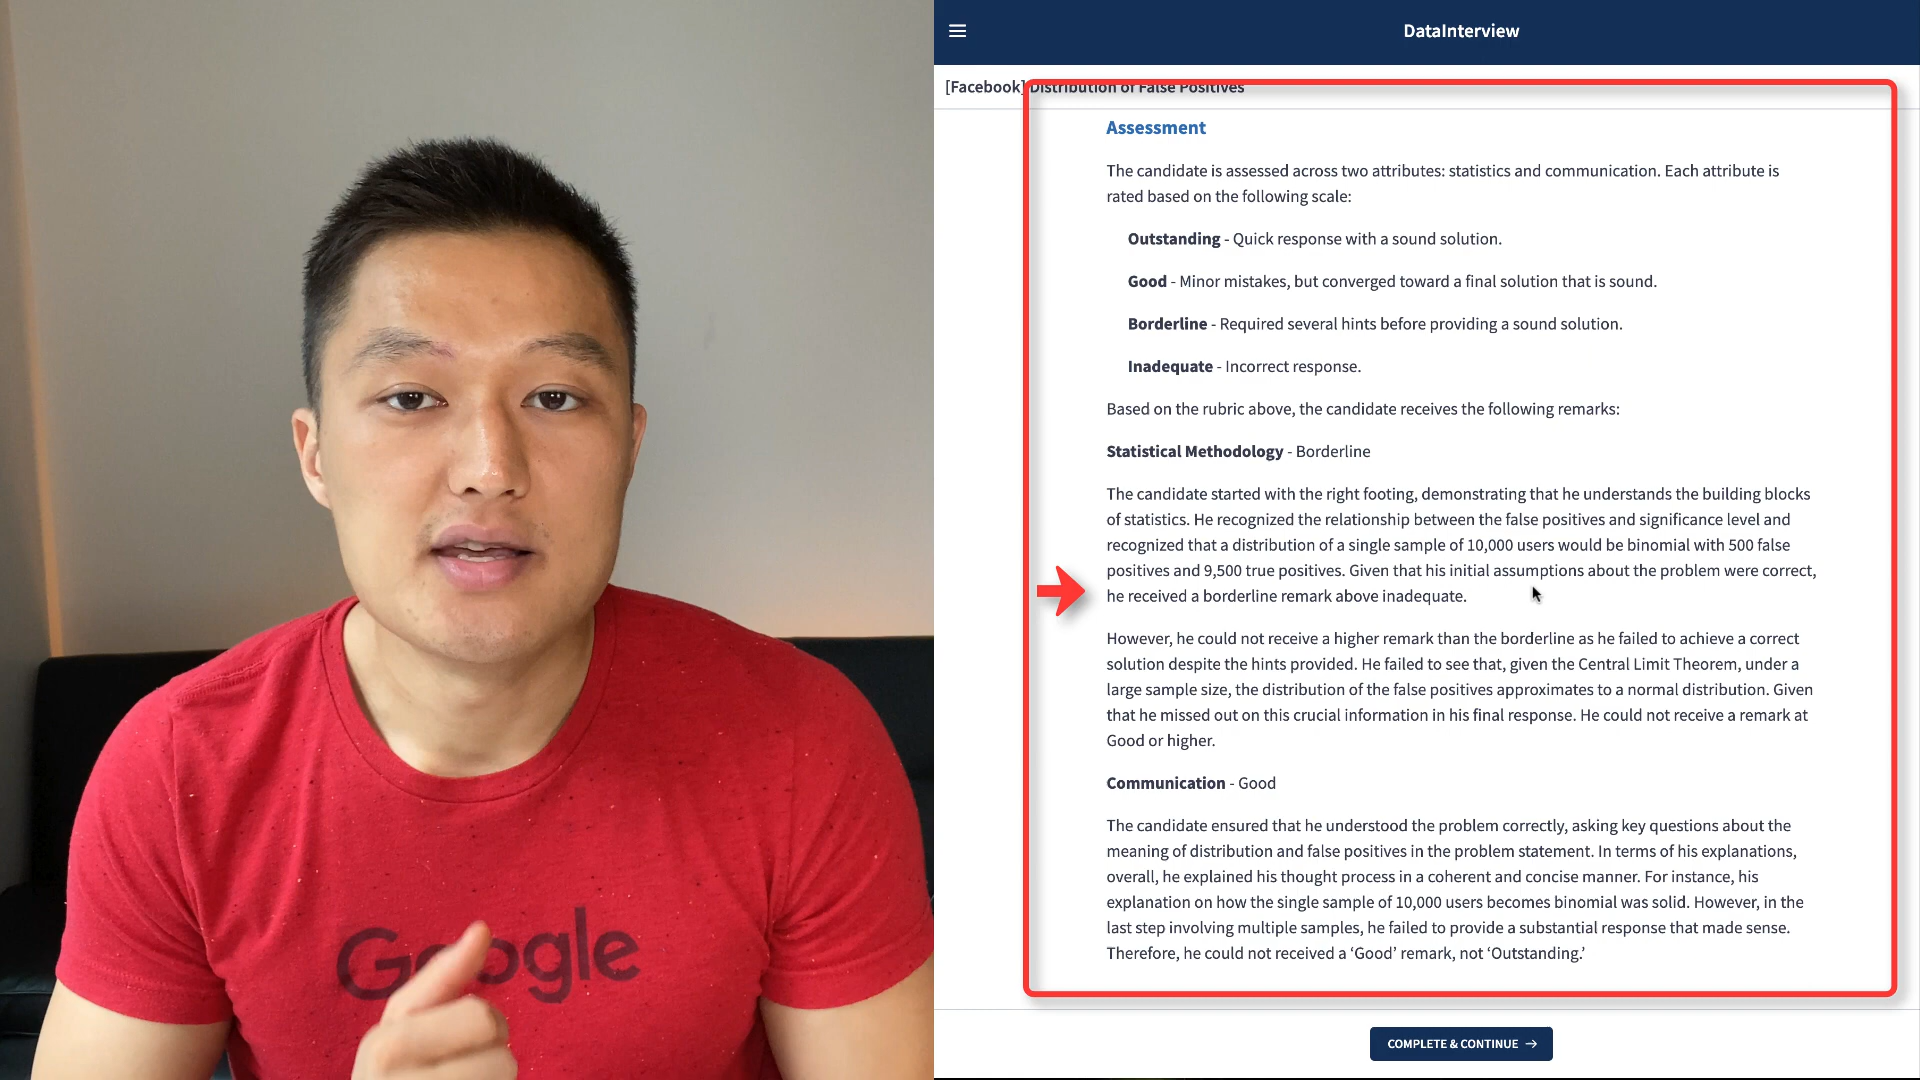 Google
DataInterview
[Facebook] Distribution of False Positives
Assessment
The candidate is assessed across two attributes: statistics and communication. Each attribute is
rated based on the following scale:
Outstanding - Quick response with a sound solution.
Good - Minor mistakes, but converged toward a final solution that is sound.
Borderline - Required several hints before providing a sound solution.
Inadequate - Incorrect response.
Based on the rubric above, the candidate receives the following remarks:
Statistical Methodology - Borderline
The candidate started with the right footing, demonstrating that he understands the building blocks
of statistics. He recognized the relationship between the false positives and significance level and
recognized that a distribution of a single sample of 10,000 users would be binomial with 500 false
positives and 9,500 true positives. Given that his initial assumptions about the problem were correct,
he received a borderline remark above inadequate.
However, he could not receive a higher remark than the borderline as he failed to achieve a correct
solution despite the hints provided. He failed to see that, given the Central Limit Theorem, under a
large sample size, the distribution of the false positives approximates to a normal distribution. Given
that he missed out on this crucial information in his final response. He could not receive a remark at
Good or higher.
Communication - Good
The candidate ensured that he understood the problem correctly, asking key questions about the
meaning of distribution and false positives in the problem statement. In terms of his explanations,
overall, he explained his thought process in a coherent and concise manner. For instance, his
explanation on how the single sample of 10,000 users becomes binomial was solid. However, in the
last step involving multiple samples, he failed to provide a substantial response that made sense.
Therefore, he could not received a ‘Good’ remark, not ‘Outstanding.’
COMPLETE & CONTINUE →